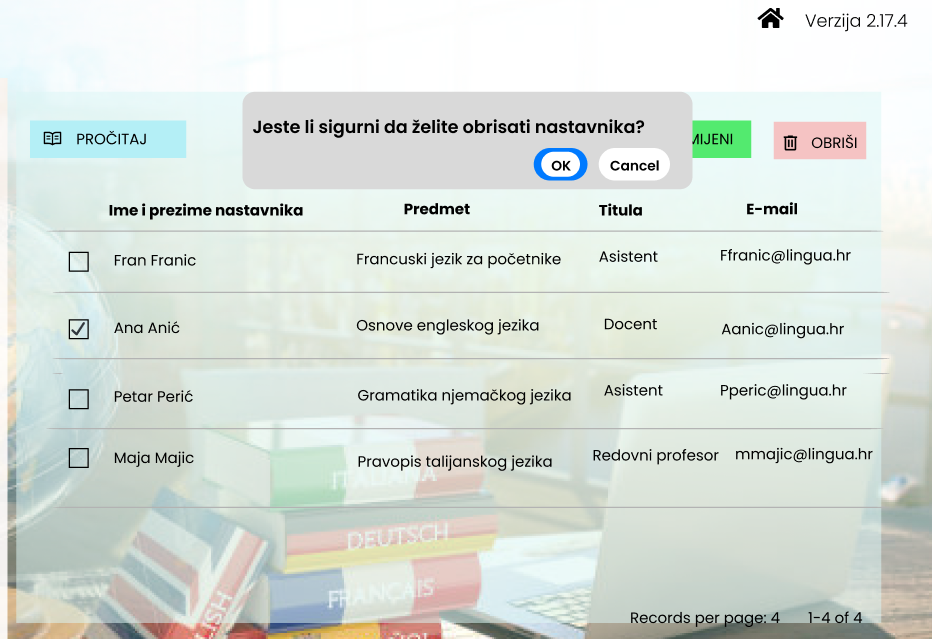 Verzija 2.17.4
Jeste li sigurni da želite obrisati nastavnika?
OK Cancel
PROČITAJ
MIJENI
OBRIŠI
Ime i prezime nastavnika Predmet Titula E-mail
Fran Franic Francuski jezik za početnike Asistent Ffranic@lingua.hr
Ana Anić Osnove engleskog jezika Docent Aanic@lingua.hr
Petar Perić Gramatika njemačkog jezika Asistent Pperic@lingua.hr
Maja Majic Pravopis talijanskog jezika Redovni profesor mmajic@lingua.hr
ITALIANA
DEUTSCH
FRANÇAIS
LISH
Records per page: 4 1-4 of 4